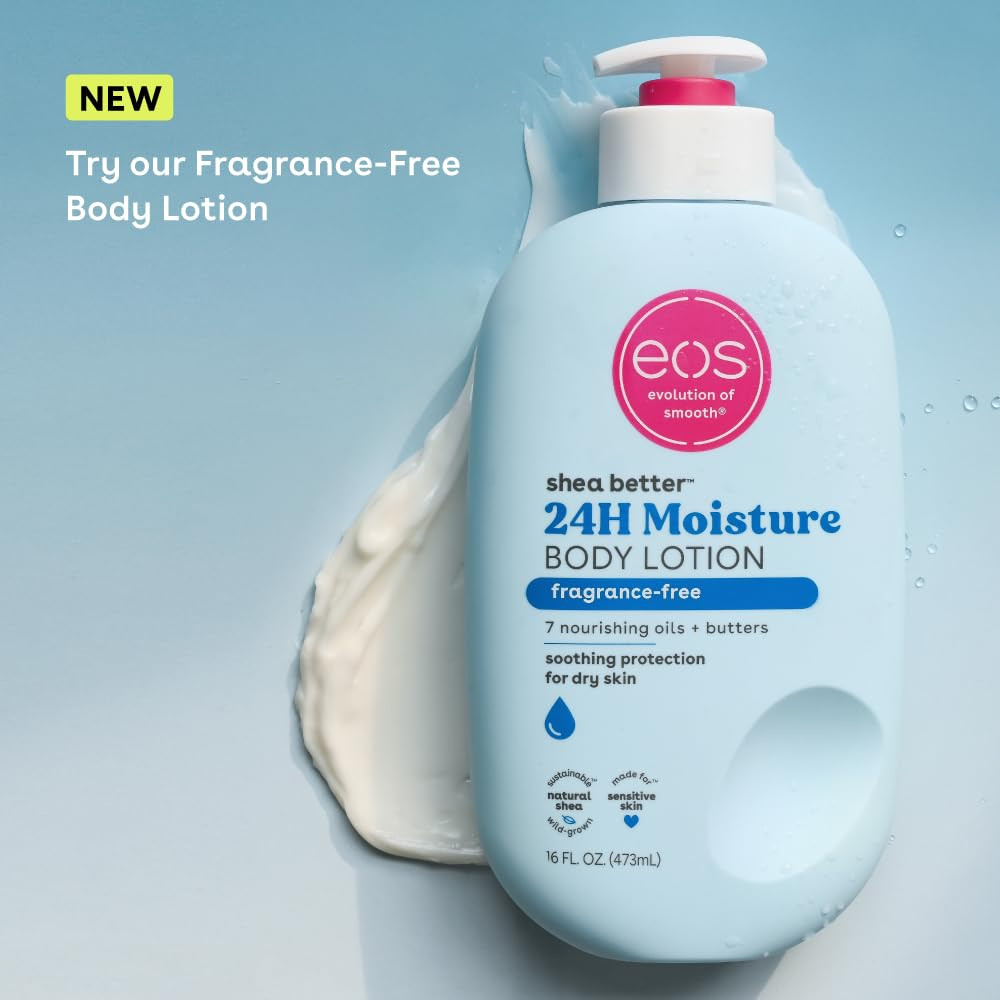 NEW
Try our Fragrance-Free
Body Lotion
eos
evolution of
smooth®
shea better™
24H Moisture
BODY LOTION
fragrance-free
7 nourishing oils + butters
soothing protection
for dry skin
sustainable™
natural
shea
wild-grown
made for™
sensitive
skin
16 FL. OZ. (473mL)